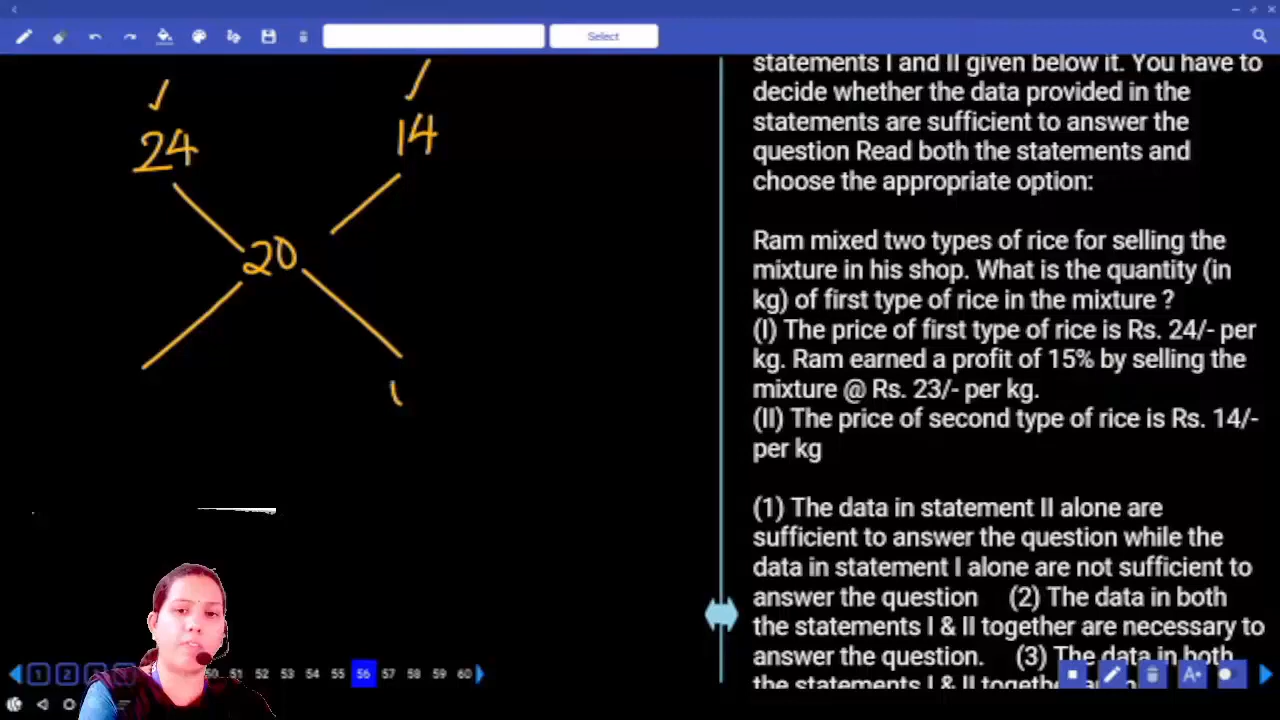 Select
24
14
20
statements I and II given below it. You have to
decide whether the data provided in the
statements are sufficient to answer the
question Read both the statements and
choose the appropriate option:
Ram mixed two types of rice for selling the
mixture in his shop. What is the quantity (in
kg) of first type of rice in the mixture ?
(I) The price of first type of rice is Rs. 24/- per
kg. Ram earned a profit of 15% by selling the
mixture @ Rs. 23/- per kg.
(II) The price of second type of rice is Rs. 14/-
per kg
(1) The data in statement II alone are
sufficient to answer the question while the
data in statement I alone are not sufficient to
answer the question (2) The data in both
the statements I & II together are necessary to
answer the question. (3) The data in both
the statements I & II
1 2 50 51 52 53 54 55 56 57 58 59 60
A+